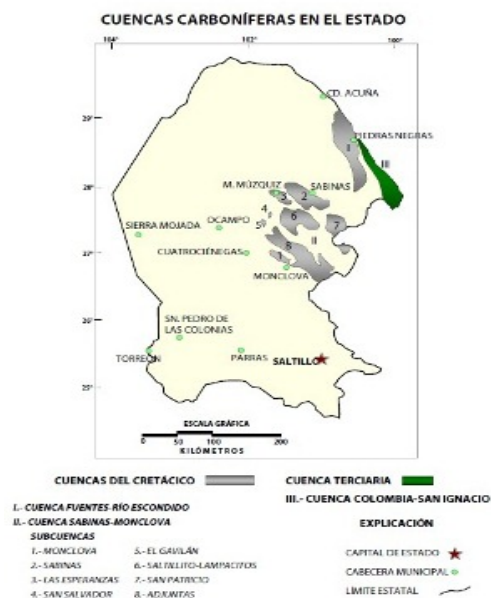 CUENCAS CARBONÍFERAS EN EL ESTADO
104° 102° 100°
CD. ACUÑA
29°
PIEDRAS NEGRAS
I
III
M. MÚZQUIZ
SABINAS
28°
3 2
4
OCAMPO
6
7
SIERRA MOJADA
5
II
8
27°
CUATROCIÉNEGAS
1
MONCLOVA
26°
SN. PEDRO DE
LAS COLONIAS
TORREÓN
PARRAS
SALTILLO
25°
ESCALA GRÁFICA
0 50 100 200
KILÓMETROS
CUENCAS DEL CRETÁCICO
CUENCA TERCIARIA
III.- CUENCA COLOMBIA-SAN IGNACIO
I.- CUENCA FUENTES-RÍO ESCONDIDO
II.- CUENCA SABINAS-MONCLOVA
SUBCUENCAS
1.- MONCLOVA
2.- SABINAS
3.- LAS ESPERANZAS
4.- SAN SALVADOR
5.- EL GAVILÁN
6.- SALTILLITO-LAMPACITOS
7.- SAN PATRICIO
8.- ADJUNTAS
EXPLICACIÓN
CAPITAL DE ESTADO
CABECERA MUNICIPAL
LÍMITE ESTATAL